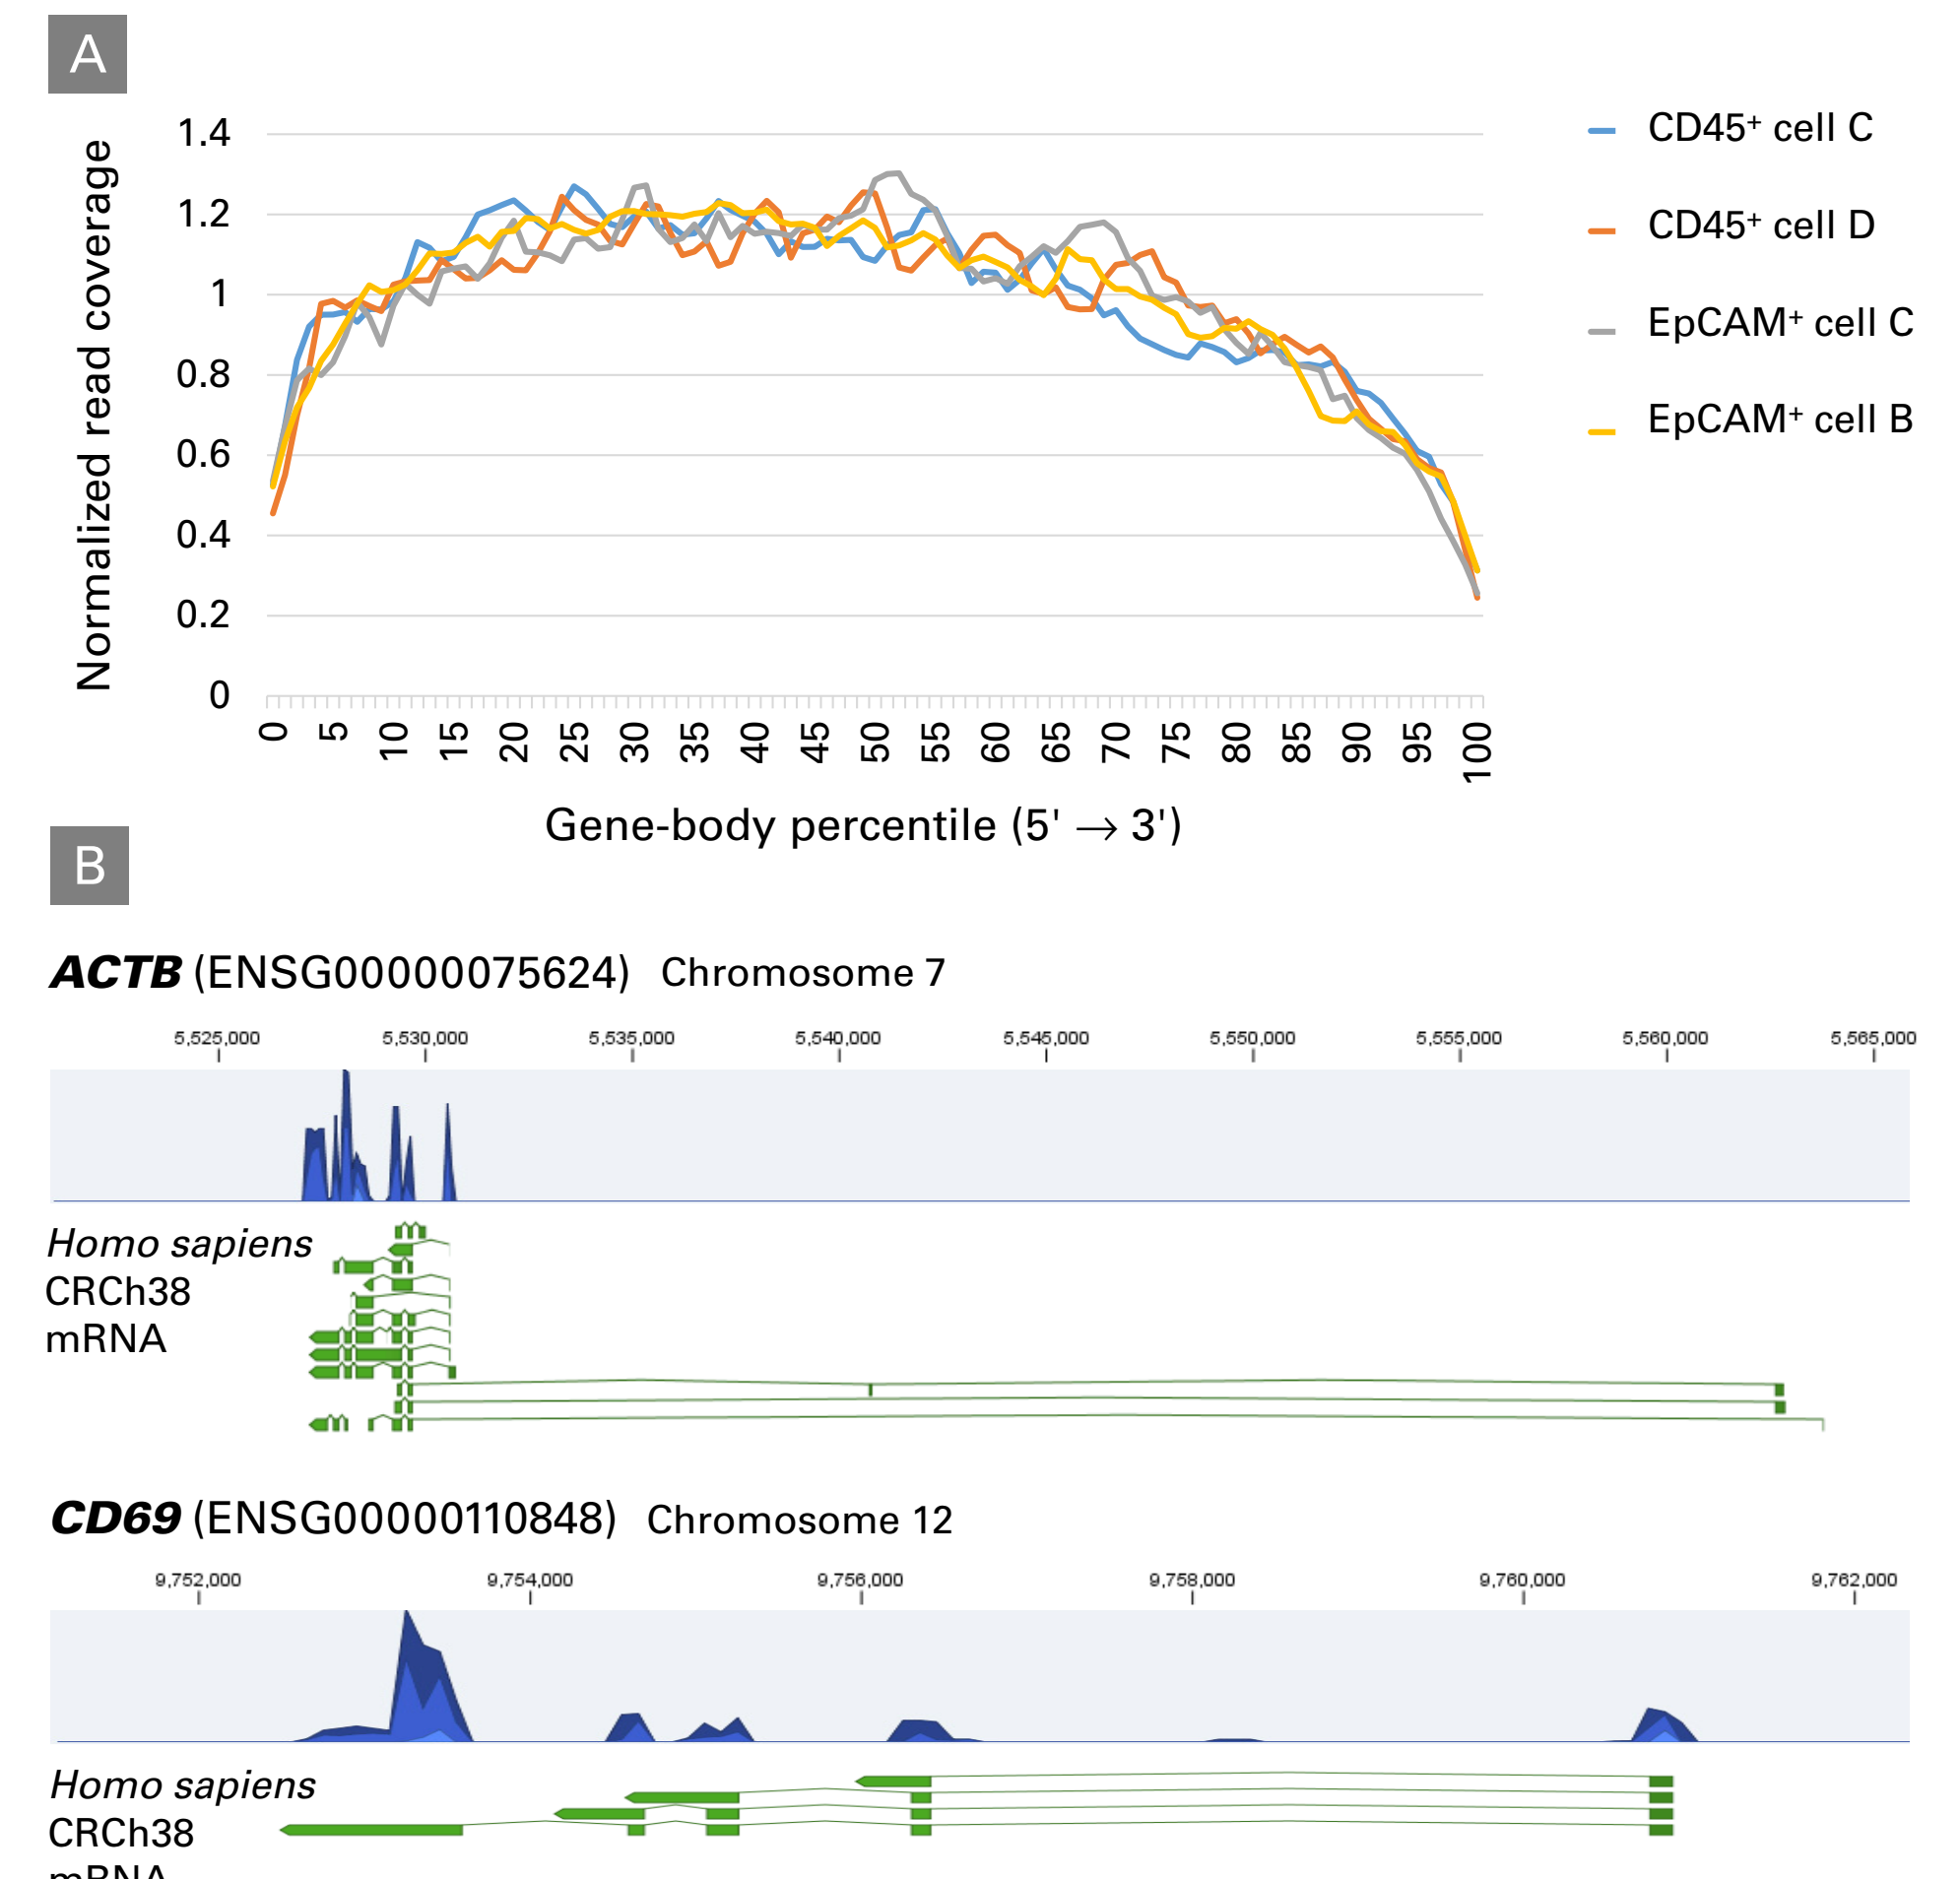 A
Normalized read coverage
1.4
1.2
1
0.8
0.6
0.4
0.2
0
0 5 10 15 20 25 30 35 40 45 50 55 60 65 70 75 80 85 90 95 100
Gene-body percentile (5' → 3')
CD45⁺ cell C
CD45⁺ cell D
EpCAM⁺ cell C
EpCAM⁺ cell B
B
ACTB (ENSG00000075624) Chromosome 7
5,525,000 5,530,000 5,535,000 5,540,000 5,545,000 5,550,000 5,555,000 5,560,000 5,565,000
Homo sapiens
CRCh38
mRNA
CD69 (ENSG00000110848) Chromosome 12
9,752,000 9,754,000 9,756,000 9,758,000 9,760,000 9,762,000
Homo sapiens
CRCh38
mRNA